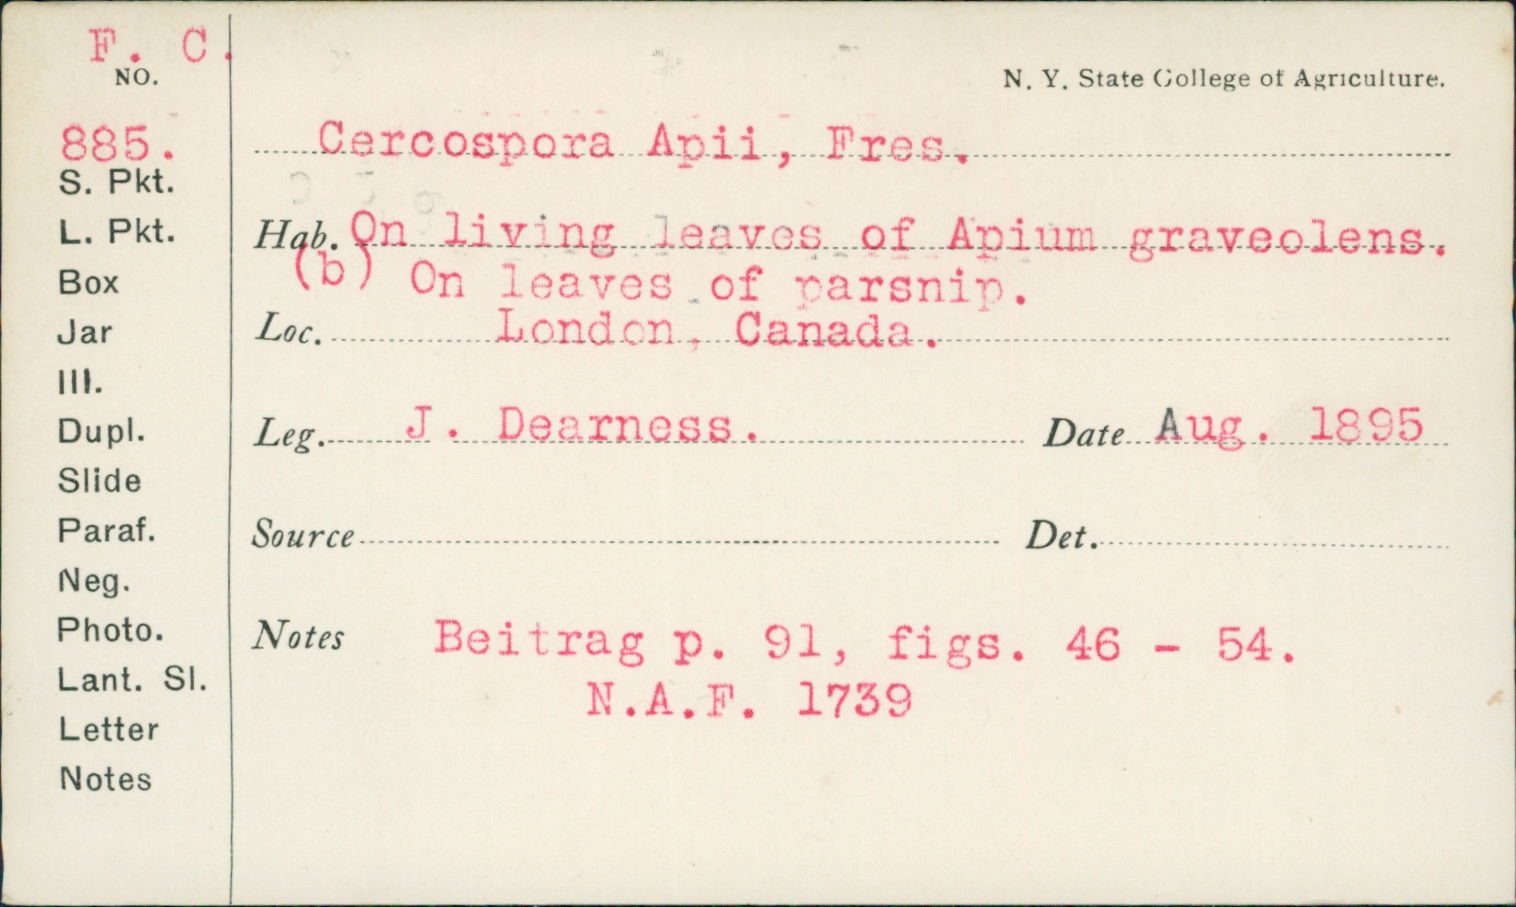 F. C.
NO.
N. Y. State College of Agriculture.
885.
Cercospora Apii, Fres.
S. Pkt.
L. Pkt.
Hab. On living leaves of Apium graveolens.
(b) On leaves of parsnip.
Box
Jar
Loc. London, Canada.
Ill.
Dupl.
Leg. J. Dearness. Date Aug. 1895
Slide
Paraf.
Source Det.
Neg.
Photo.
Notes Beitrag p. 91, figs. 46 - 54.
Lant. Sl.
N.A.F. 1739
Letter
Notes